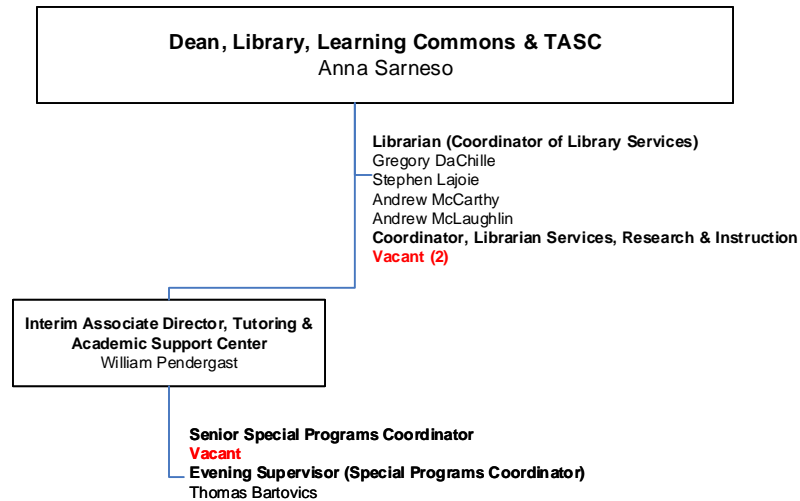 Dean, Library, Learning Commons & TASC
Anna Sarneso
Librarian (Coordinator of Library Services)
Gregory DaChille
Stephen Lajoie
Andrew McCarthy
Andrew McLaughlin
Coordinator, Librarian Services, Research & Instruction
Vacant (2)
Interim Associate Director, Tutoring &
Academic Support Center
William Pendergast
Senior Special Programs Coordinator
Vacant
Evening Supervisor (Special Programs Coordinator)
Thomas Bartovics